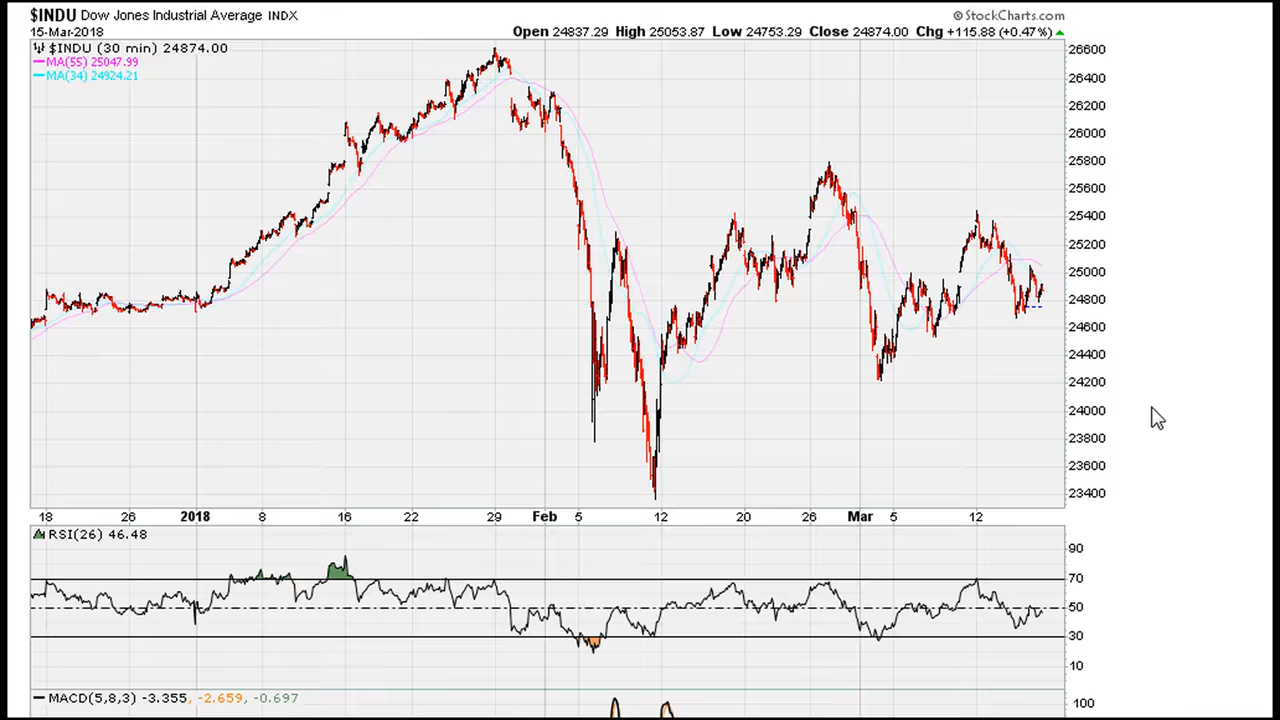 $INDU Dow Jones Industrial Average INDX
© StockCharts.com
15-Mar-2018
Open 24837.29 High 25053.87 Low 24753.29 Close 24874.00 Chg +115.88 (+0.47%)
$INDU (30 min) 24874.00
MA(55) 25047.99
MA(34) 24924.21
26600
26400
26200
26000
25800
25600
25400
25200
25000
24800
24600
24400
24200
24000
23800
23600
23400
18 26 2018 8 16 22 29 Feb 5 12 20 26 Mar 5 12
RSI(26) 46.48
90
70
50
30
10
MACD(5,8,3) -3.355, -2.659, -0.697
100